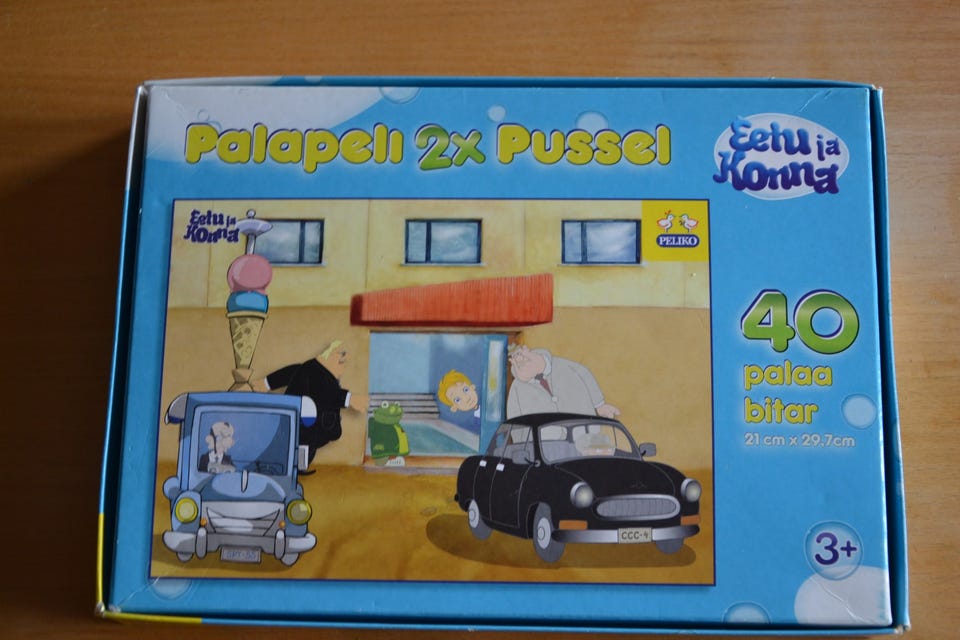 Palapeli 2x Pussel
Eetu ja
Konna
Eetu ja
Konna
PELIKO
40
palaa
bitar
21 cm x 29,7cm
CCC-4
3+